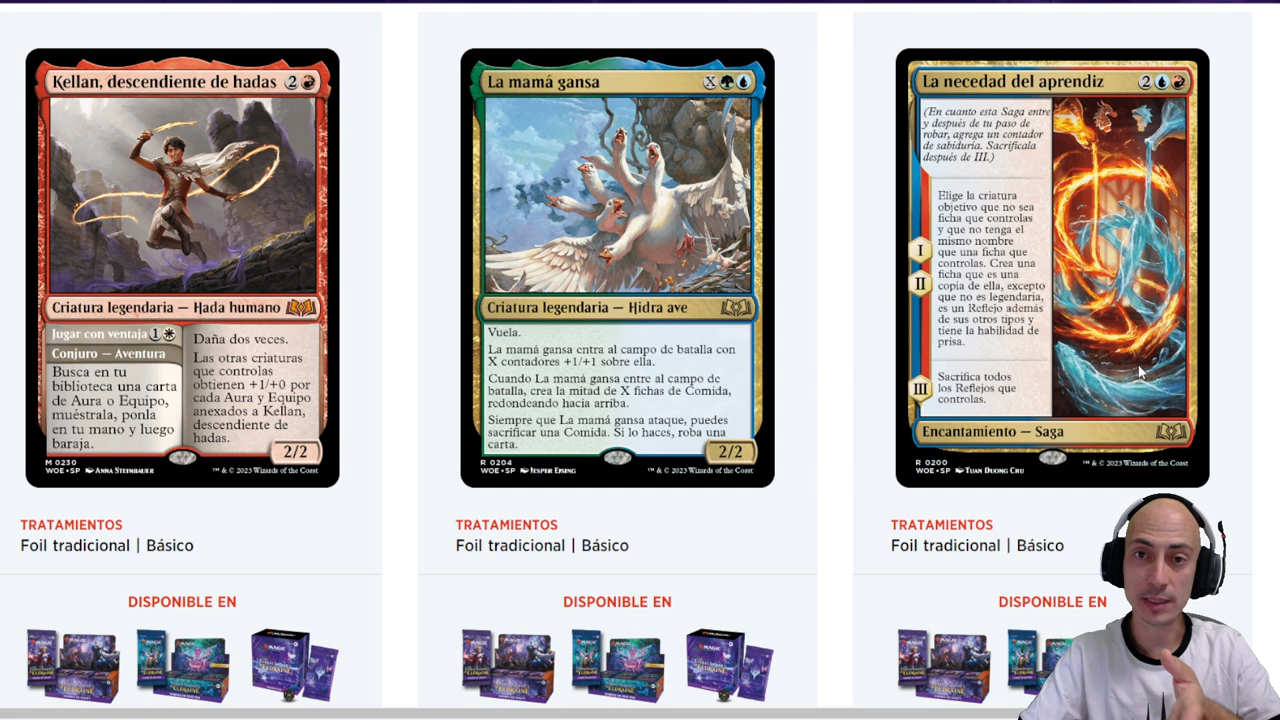 Kellan, descendiente de hadas 2
Criatura legendaria — Hada humano
Jugar con ventaja 1
Conjuro — Aventura
Busca en tu
biblioteca una carta
de Aura o Equipo,
muéstrala, ponla
en tu mano y luego
baraja.
Daña dos veces.
Las otras criaturas
que controlas
obtienen +1/+0 por
cada Aura y Equipo
anexados a Kellan,
descendiente de
hadas.
2/2
M 0230
WOE • SP Anna Steinbauer
™ & © 2023 Wizards of the Coast
TRATAMIENTOS
Foil tradicional | Básico
DISPONIBLE EN
La mamá gansa X
Criatura legendaria — Hidra ave
Vuela.
La mamá gansa entra al campo de batalla con
X contadores +1/+1 sobre ella.
Cuando La mamá gansa entre al campo de
batalla, crea la mitad de X fichas de Comida,
redondeando hacia arriba.
Siempre que La mamá gansa ataque, puedes
sacrificar una Comida. Si lo haces, roba una
carta.
2/2
R 0204
WOE • SP Jesper Ejsing
™ & © 2023 Wizards of the Coast
TRATAMIENTOS
Foil tradicional | Básico
DISPONIBLE EN
La necedad del aprendiz 2
(En cuanto esta Saga entre
y después de tu paso de
robar, agrega un contador
de sabiduría. Sacrifícala
después de III.)
I
II
Elige la criatura
objetivo que no sea
ficha que controlas
y que no tenga el
mismo nombre
que una ficha que
controlas. Crea una
ficha que es una
copia de ella, excepto
que no es legendaria,
es un Reflejo además
de sus otros tipos y
tiene la habilidad de
prisa.
III
Sacrifica todos
los Reflejos que
controlas.
Encantamiento — Saga
R 0200
WOE • SP Tuan Duong Chu
™ & © 2023 Wizards of the Coast
TRATAMIENTOS
Foil tradicional | Básico
DISPONIBLE EN